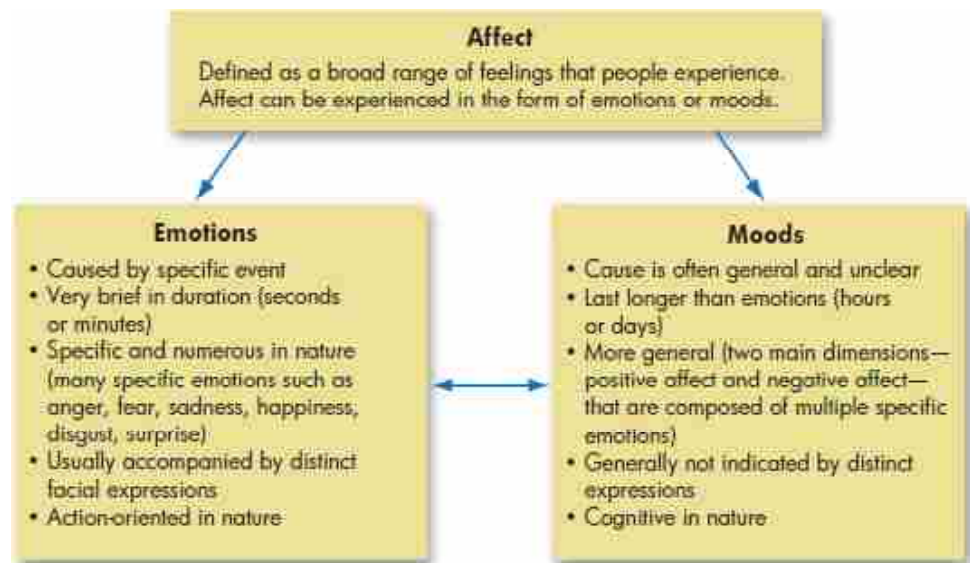 Affect
Defined as a broad range of feelings that people experience.
Affect can be experienced in the form of emotions or moods.
Emotions
• Caused by specific event
• Very brief in duration (seconds
or minutes)
• Specific and numerous in nature
(many specific emotions such as
anger, fear, sadness, happiness,
disgust, surprise)
• Usually accompanied by distinct
facial expressions
• Action-oriented in nature
Moods
• Cause is often general and unclear
• Last longer than emotions (hours
or days)
• More general (two main dimensions—
positive affect and negative affect—
that are composed of multiple specific
emotions)
• Generally not indicated by distinct
expressions
• Cognitive in nature